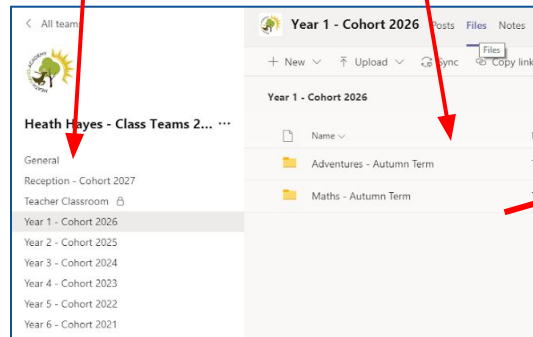 All teams
Heath Hayes - Class Teams 2... ...
General
Reception - Cohort 2027
Teacher Classroom
Year 1 - Cohort 2026
Year 2 - Cohort 2025
Year 3 - Cohort 2024
Year 4 - Cohort 2023
Year 5 - Cohort 2022
Year 6 - Cohort 2021
Year 1 - Cohort 2026 Posts Files Notes
Files
New Upload Sync Copy link
Year 1 - Cohort 2026
Name
Adventures - Autumn Term
Maths - Autumn Term